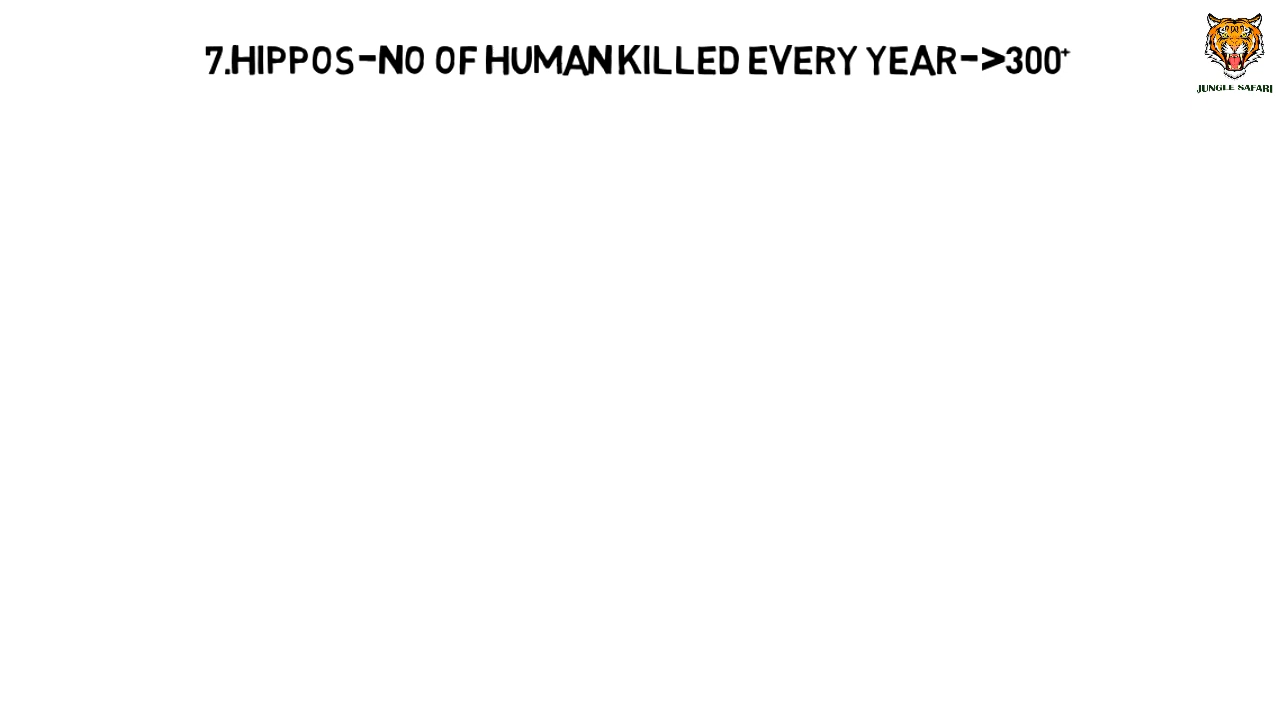 7.HIPPOS-NO OF HUMAN KILLED EVERY YEAR->300+
JUNGLE SAFARI